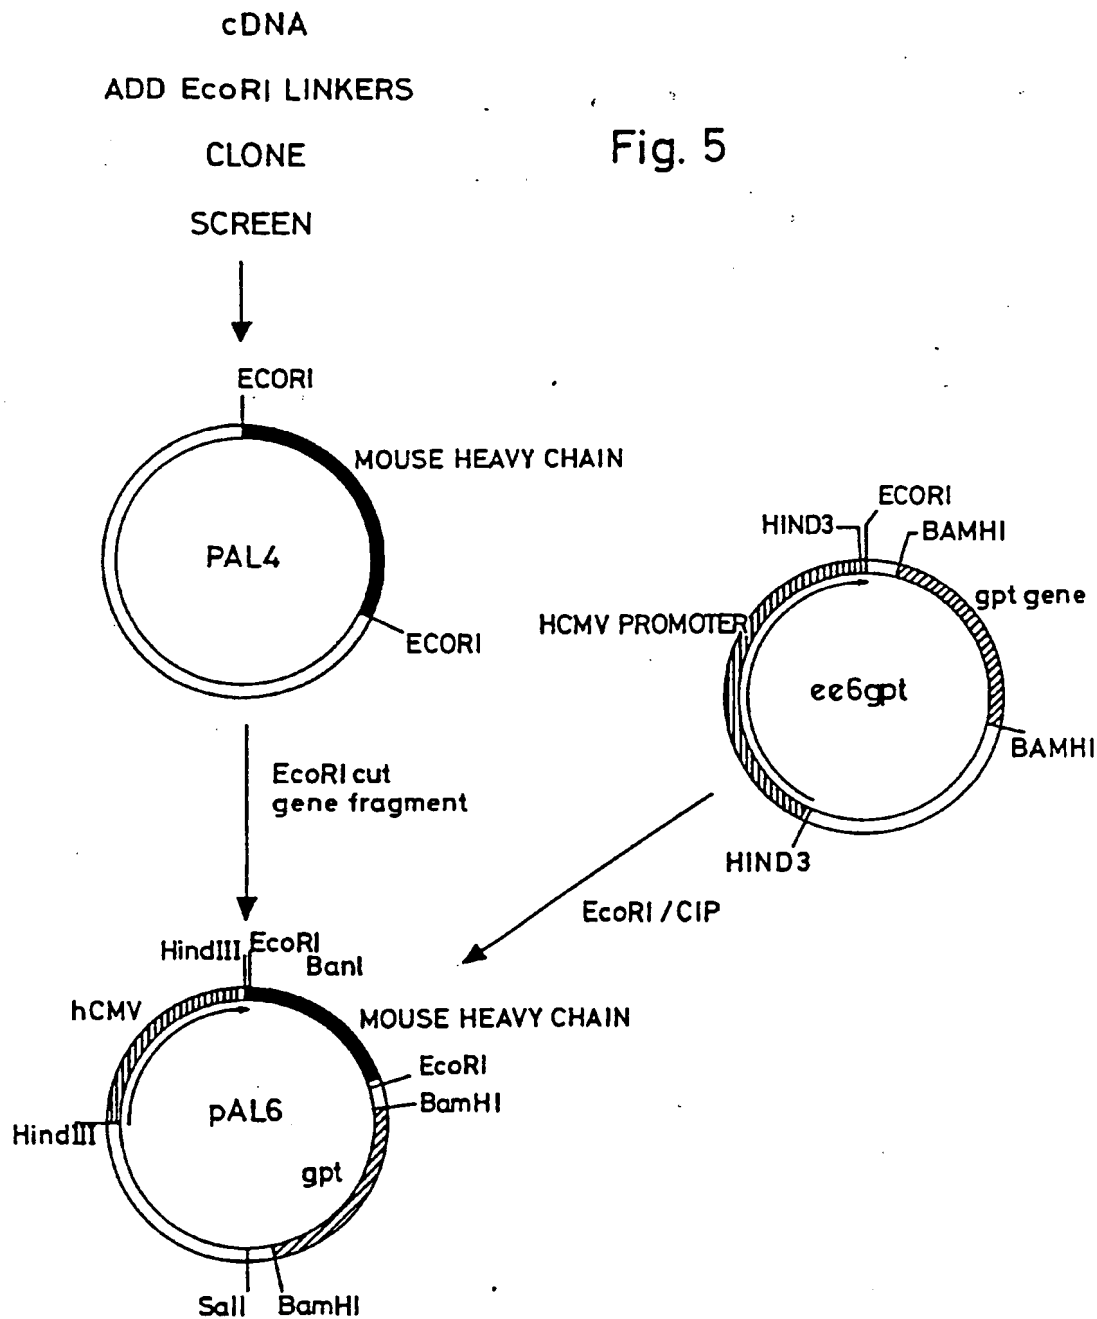 cDNA
ADD EcoRI LINKERS
CLONE
SCREEN
Fig. 5
ECORI
MOUSE HEAVY CHAIN
PAL4
ECORI
HIND3
ECORI
BAMHI
gpt gene
HCMV PROMOTER
ee6gpt
BAMHI
HIND3
EcoRI cut
gene fragment
EcoRI / CIP
HindIII
EcoRI
BanI
hCMV
MOUSE HEAVY CHAIN
EcoRI
BamHI
pAL6
HindIII
gpt
SalI
BamHI